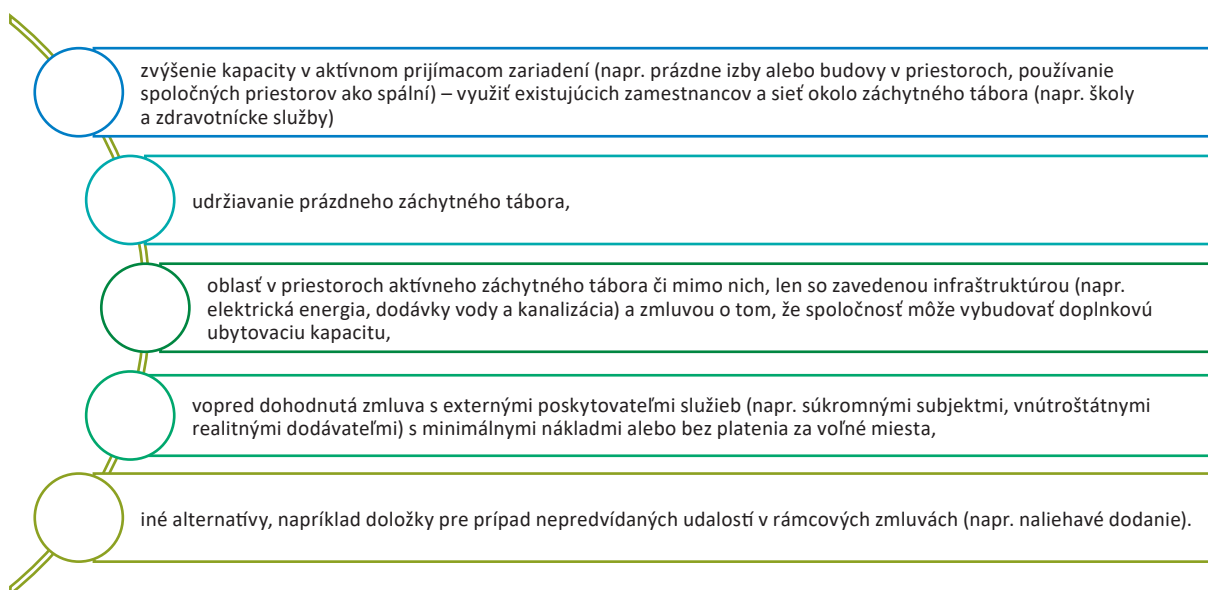 zvýšenie kapacity v aktívnom prijímacom zariadení (napr. prázdne izby alebo budovy v priestoroch, používanie
spoločných priestorov ako spální) – využiť existujúcich zamestnancov a sieť okolo záchytného tábora (napr. školy
a zdravotnícke služby)
udržiavanie prázdneho záchytného tábora,
oblasť v priestoroch aktívneho záchytného tábora či mimo nich, len so zavedenou infraštruktúrou (napr.
elektrická energia, dodávky vody a kanalizácia) a zmluvou o tom, že spoločnosť môže vybudovať doplnkovú
ubytovaciu kapacitu,
vopred dohodnutá zmluva s externými poskytovateľmi služieb (napr. súkromnými subjektmi, vnútroštátnymi
realitnými dodávateľmi) s minimálnymi nákladmi alebo bez platenia za voľné miesta,
iné alternatívy, napríklad doložky pre prípad nepredvídaných udalostí v rámcových zmluvách (napr. naliehavé dodanie).